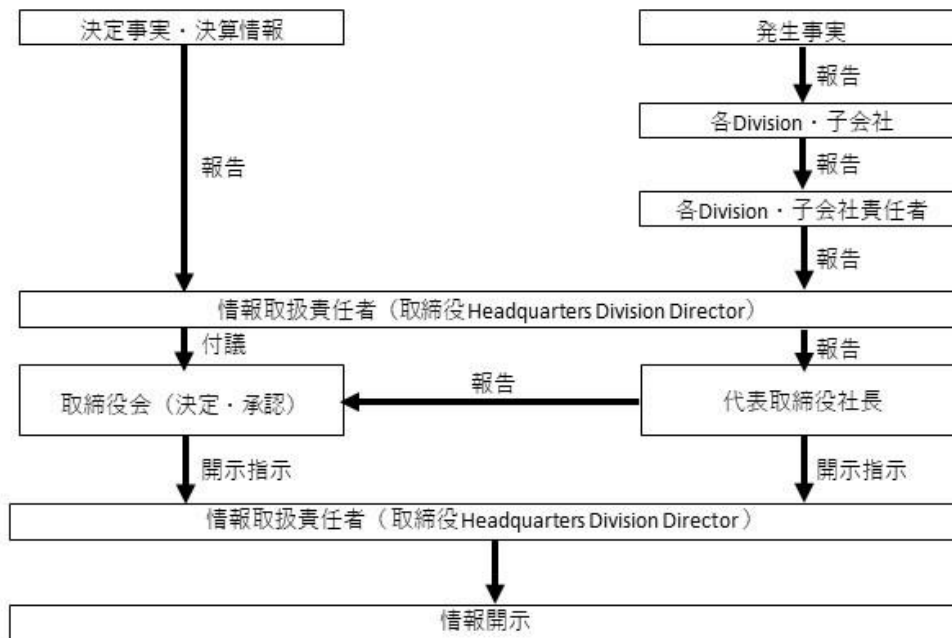 決定事実・決算情報
発生事実
報告
各Division・子会社
報告
報告
各Division・子会社責任者
報告
情報取扱責任者（取締役Headquarters Division Director）
付議
報告
取締役会（決定・承認）
報告
代表取締役社長
開示指示
開示指示
情報取扱責任者（取締役Headquarters Division Director）
情報開示